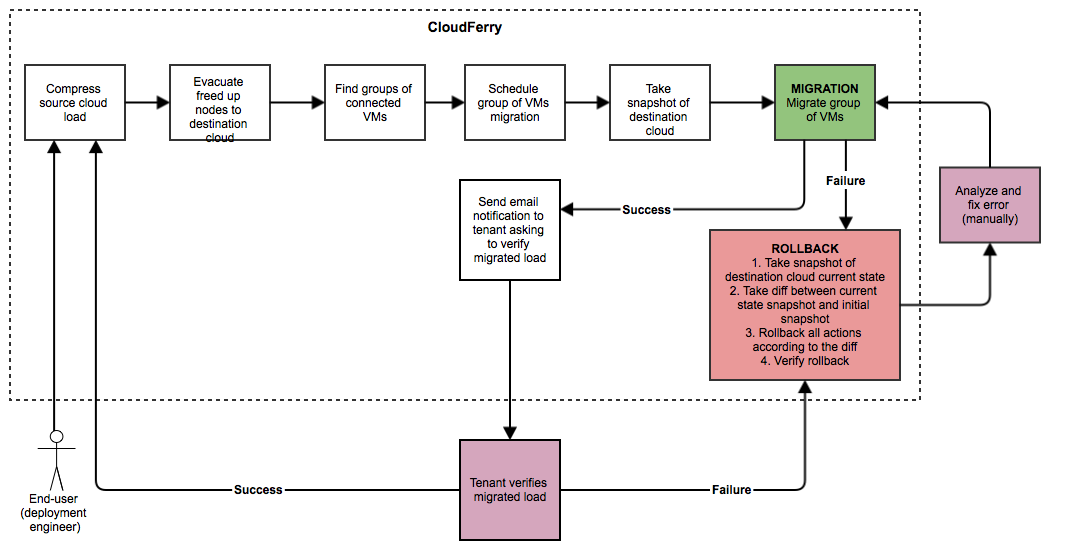 CloudFerry
Compress
source cloud
load
Evacuate
freed up
nodes to
destination
cloud
Find groups of
connected
VMs
Schedule
group of VMs
migration
Take
snapshot of
destination
cloud
MIGRATION
Migrate group
of VMs
Failure
Success
Send email
notification to
tenant asking
to verify
migrated load
Analyze and
fix error
(manually)
ROLLBACK
1. Take snapshot of
destination cloud current state
2. Take diff between current
state snapshot and initial
snapshot
3. Rollback all actions
according to the diff
4. Verify rollback
End-user
(deployment
engineer)
Success
Tenant verifies
migrated load
Failure